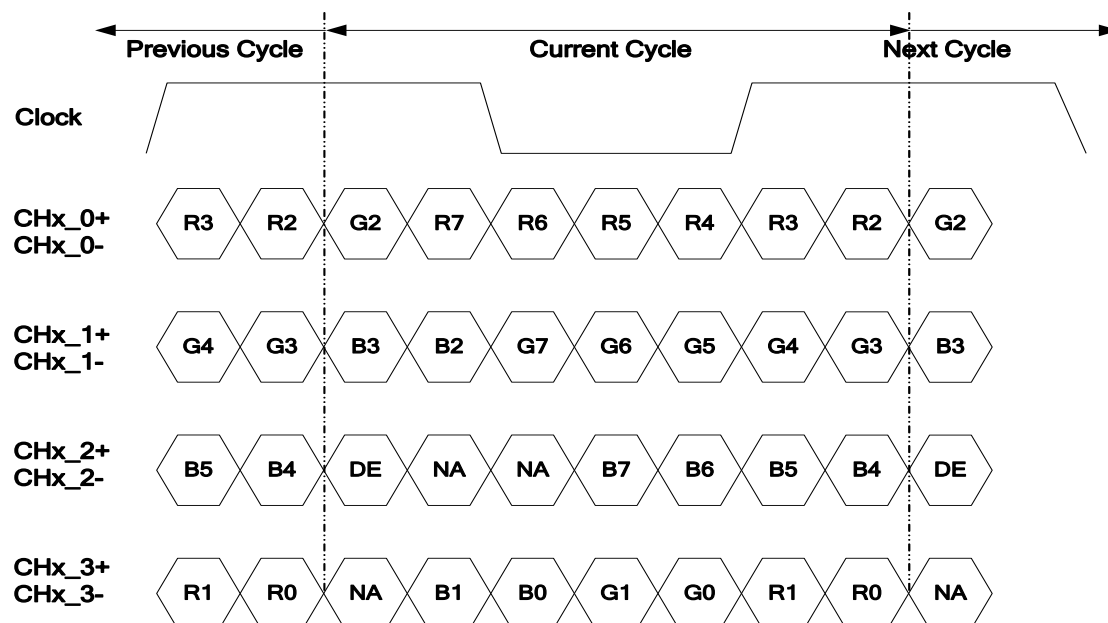 Previous Cycle Current Cycle Next Cycle
Clock
CHx_0+
CHx_0-
R3 R2 G2 R7 R6 R5 R4 R3 R2 G2
CHx_1+
CHx_1-
G4 G3 B3 B2 G7 G6 G5 G4 G3 B3
CHx_2+
CHx_2-
B5 B4 DE NA NA B7 B6 B5 B4 DE
CHx_3+
CHx_3-
R1 R0 NA B1 B0 G1 G0 R1 R0 NA